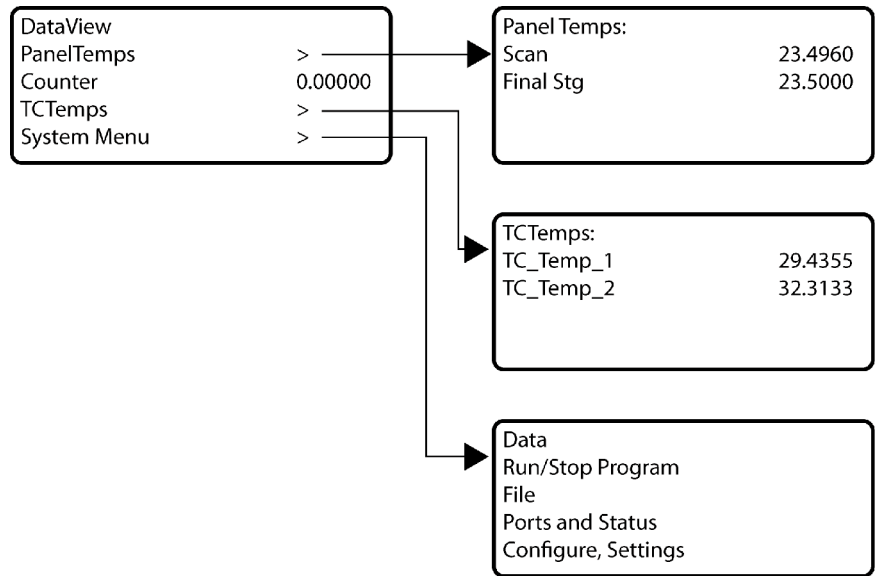 DataView
PanelTemps >
Counter 0.00000
TCTemps >
System Menu >
Panel Temps:
Scan 23.4960
Final Stg 23.5000
TCTemps:
TC_Temp_1 29.4355
TC_Temp_2 32.3133
Data
Run/Stop Program
File
Ports and Status
Configure, Settings